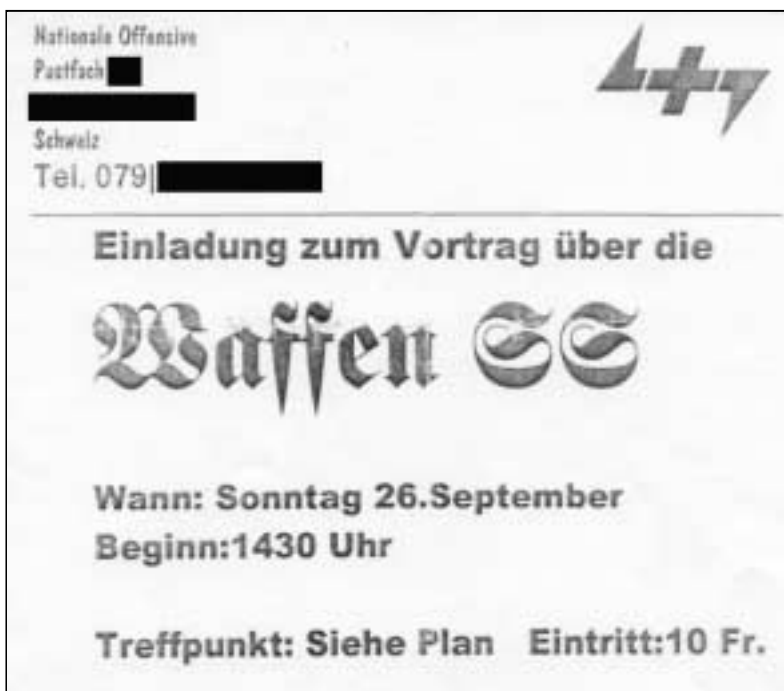 Nationale Offensive
Postfach
Schweiz
Tel. 079
Einladung zum Vortrag über die
Waffen SS
Wann: Sonntag 26.September
Beginn:1430 Uhr
Treffpunkt: Siehe Plan Eintritt:10 Fr.